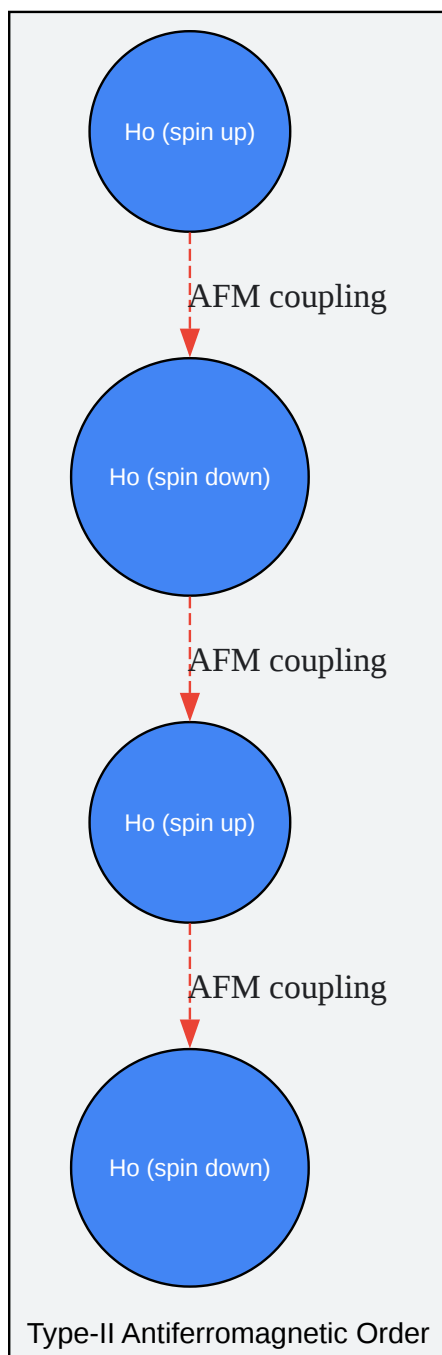 Ho (spin up)
AFM coupling
Ho (spin down)
AFM coupling
Ho (spin up)
AFM coupling
Ho (spin down)
Type-II Antiferromagnetic Order